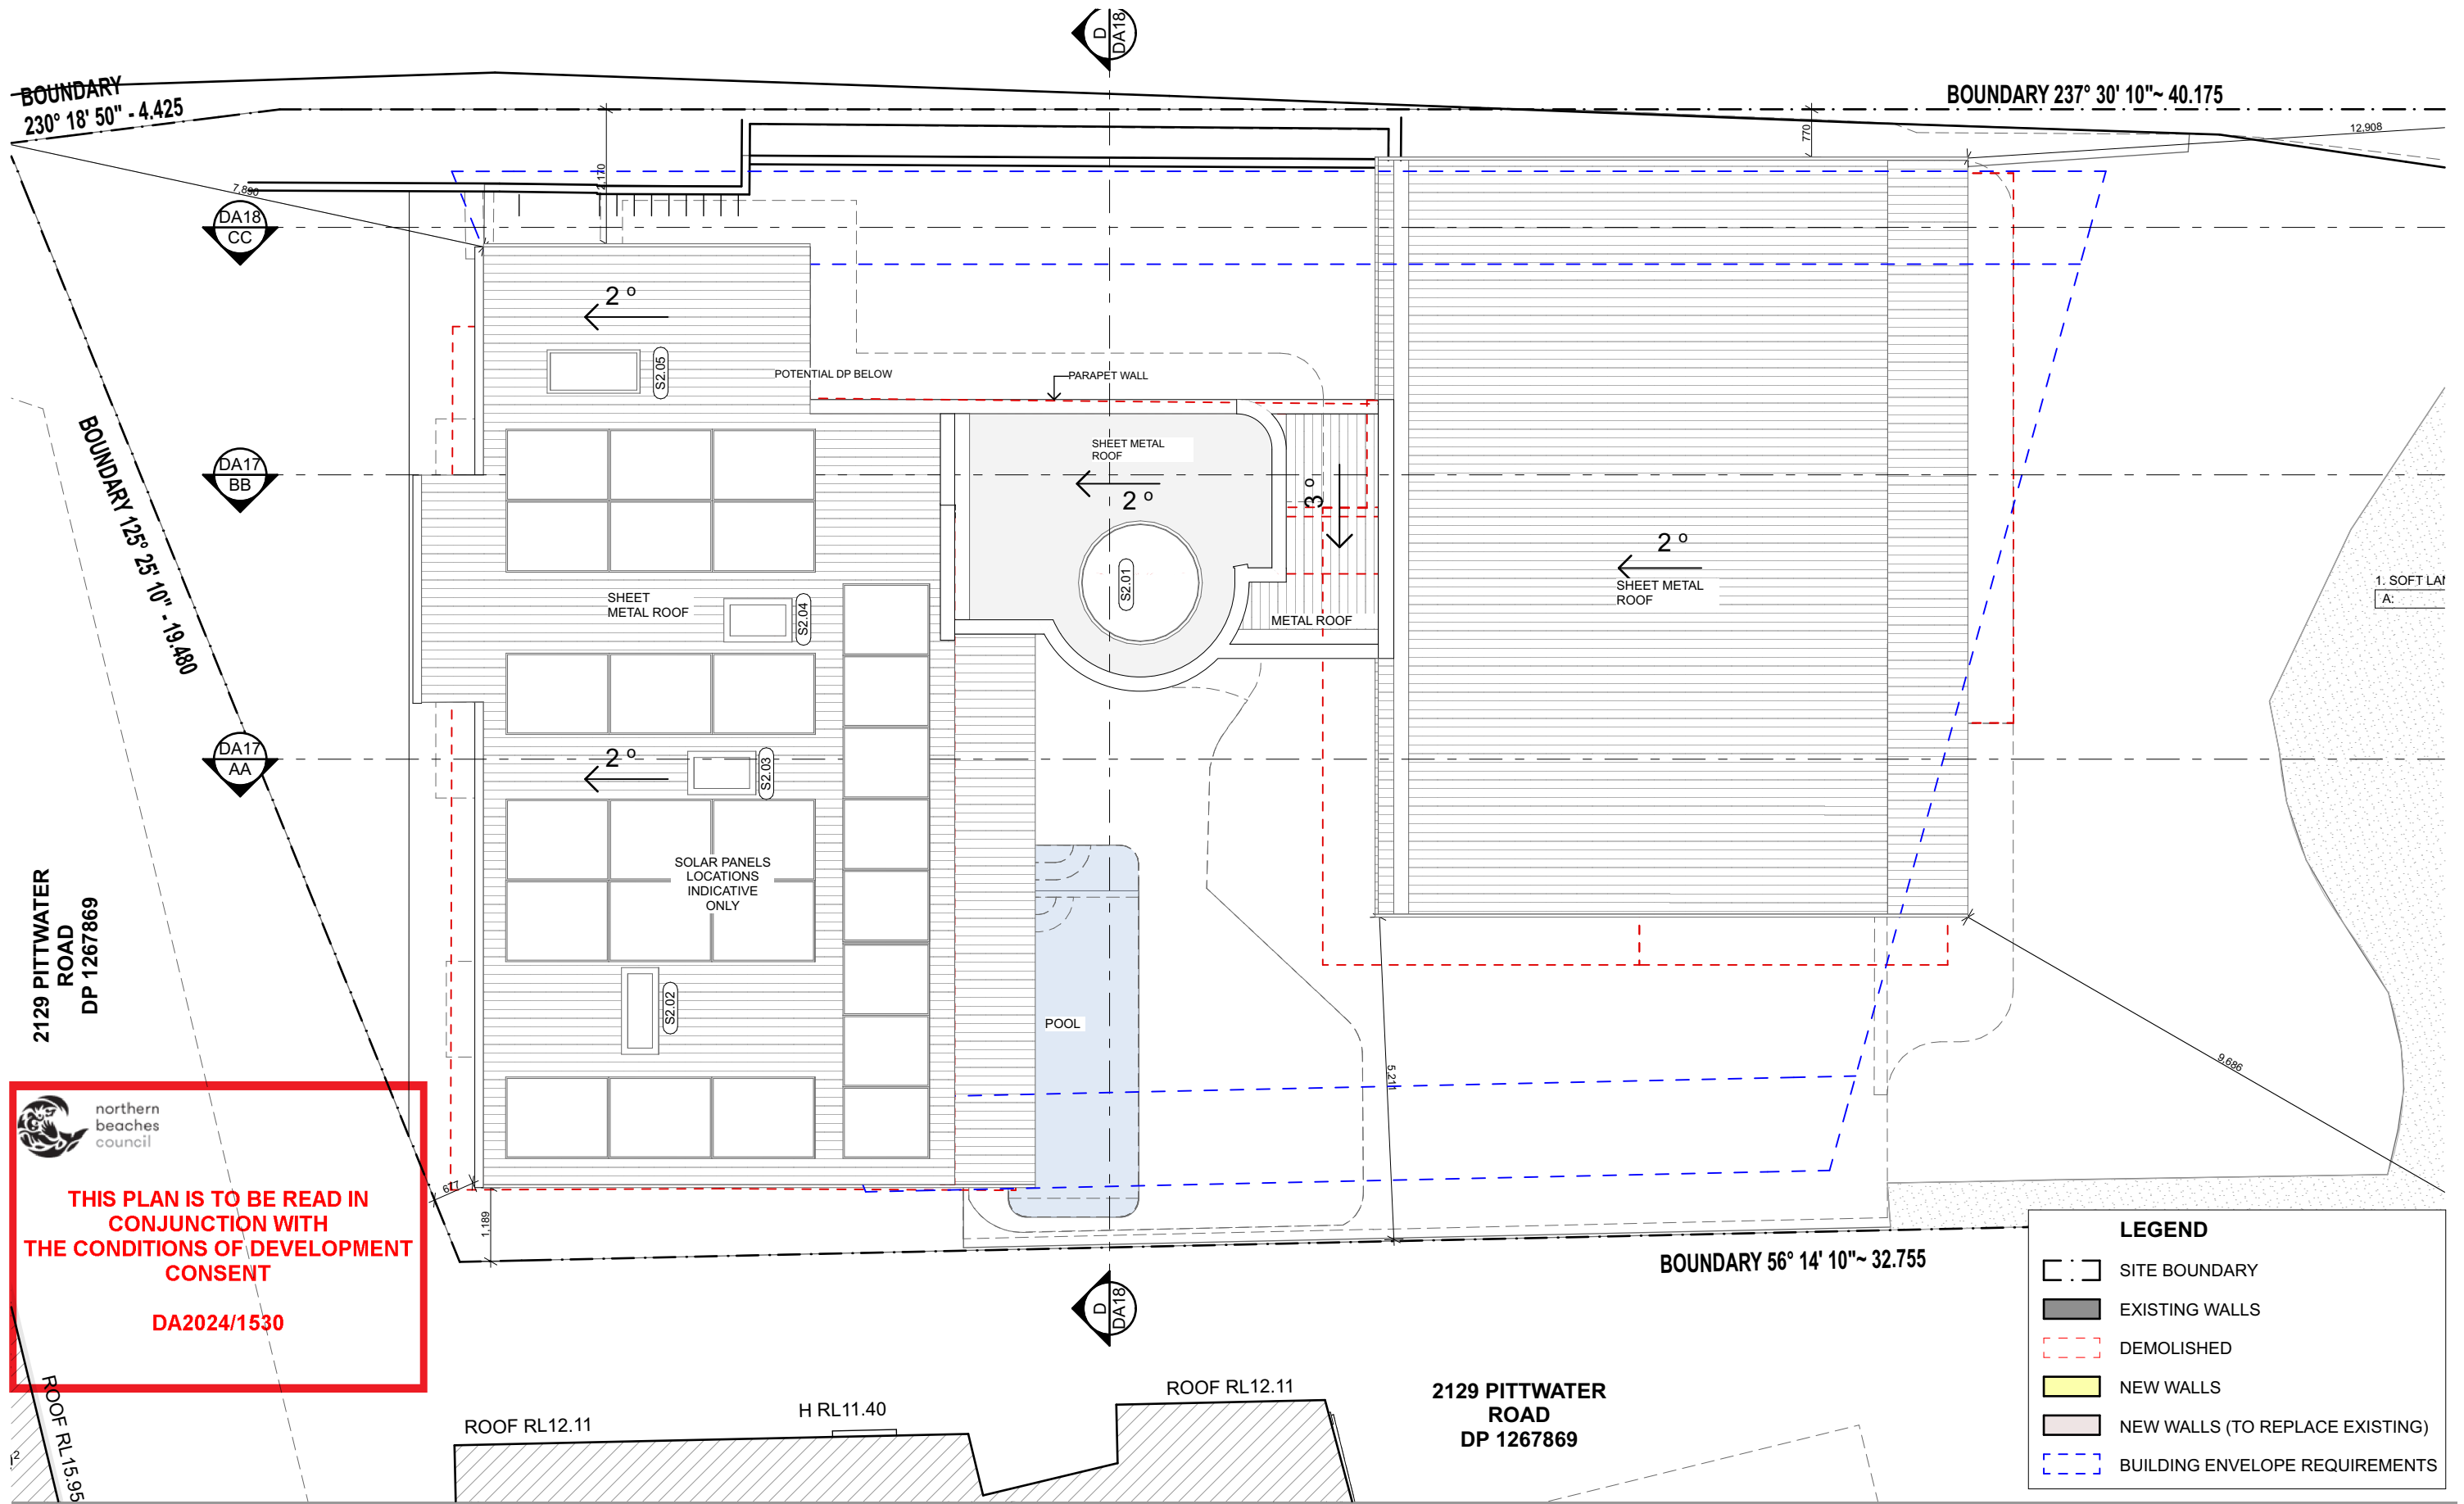 D
DA18
BOUNDARY
230° 18' 50" - 4.425
BOUNDARY 237° 30' 10"~ 40.175
770
12,908
2,170
7,890
DA18
CC
2 º
S2.05
POTENTIAL DP BELOW
PARAPET WALL
SHEET METAL
ROOF
2 º
3 º
DA17
BB
BOUNDARY 125° 25' 10" - 19.480
S2.01
2 º
SHEET METAL
ROOF
1. SOFT LAN
A:
SHEET
METAL ROOF
S2.04
METAL ROOF
DA17
AA
2 º
S2.03
SOLAR PANELS
LOCATIONS
INDICATIVE
ONLY
2129 PITTWATER
ROAD
DP 1267869
S2.02
POOL
5,211
9,686
northern
beaches
council
THIS PLAN IS TO BE READ IN
CONJUNCTION WITH
THE CONDITIONS OF DEVELOPMENT
CONSENT
DA2024/1530
677
1,189
BOUNDARY 56° 14' 10"~ 32.755
D
DA18
LEGEND
SITE BOUNDARY
EXISTING WALLS
DEMOLISHED
NEW WALLS
NEW WALLS (TO REPLACE EXISTING)
BUILDING ENVELOPE REQUIREMENTS
ROOF RL15.95
ROOF RL12.11
H RL11.40
ROOF RL12.11
2129 PITTWATER
ROAD
DP 1267869